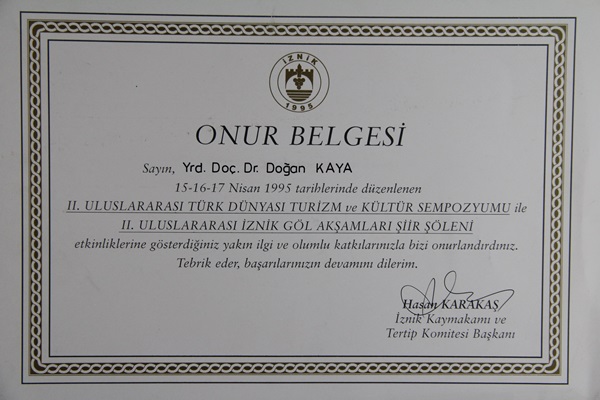 İZNİK
1995
ONUR BELGESİ
Sayın, Yrd. Doç. Dr. Doğan KAYA
15-16-17 Nisan 1995 tarihlerinde düzenlenen
II. ULUSLARARASI TÜRK DÜNYASI TURİZM ve KÜLTÜR SEMPOZYUMU ile
II. ULUSLARARASI İZNİK GÖL AKŞAMLARI ŞİİR ŞÖLENİ
etkinliklerine gösterdiğiniz yakın ilgi ve olumlu katkılarınızla bizi onurlandırdınız.
Tebrik eder, başarılarınızın devamını dilerim.
Hasan KARAKAŞ
İznik Kaymakamı ve
Tertip Komitesi Başkanı